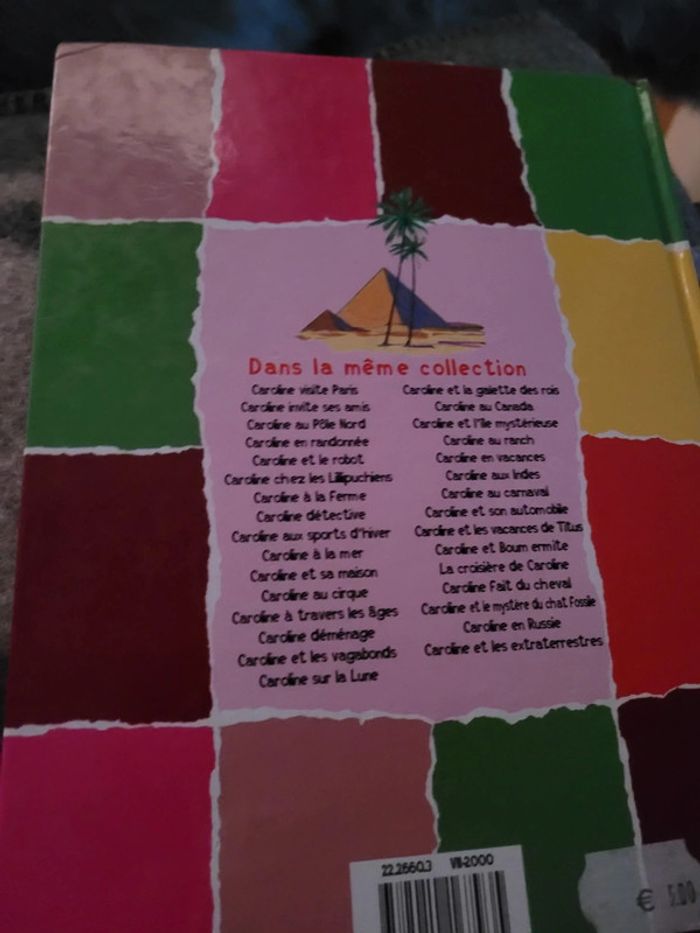 Dans la même collection
Caroline visite Paris
Caroline invite ses amis
Caroline au Pôle Nord
Caroline en randonnée
Caroline et le robot
Caroline chez les Lillipuchiens
Caroline à la Ferme
Caroline détective
Caroline aux sports d'hiver
Caroline à la mer
Caroline et sa maison
Caroline au cirque
Caroline à travers les âges
Caroline déménage
Caroline et les vagabonds
Caroline sur la Lune
Caroline et la galette des rois
Caroline au Canada
Caroline et l'île mystérieuse
Caroline au ranch
Caroline en vacances
Caroline aux Indes
Caroline au carnaval
Caroline et son automobile
Caroline et les vacances de Titus
Caroline et Boum ermite
La croisière de Caroline
Caroline Fait du cheval
Caroline et le mystère du chat Fossile
Caroline en Russie
Caroline et les extraterrestres
22.2660.3 VII-2000
€ 5.00